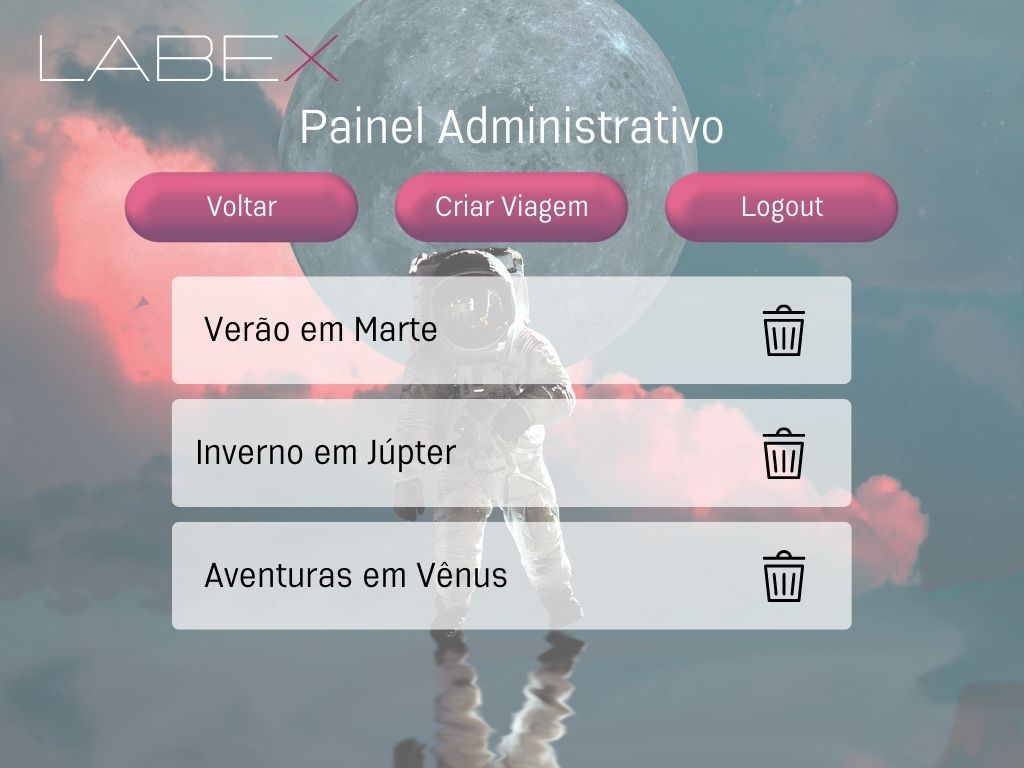 LABEX
Painel Administrativo
Voltar
Criar Viagem
Logout
Verão em Marte
Inverno em Júpter
Aventuras em Vênus